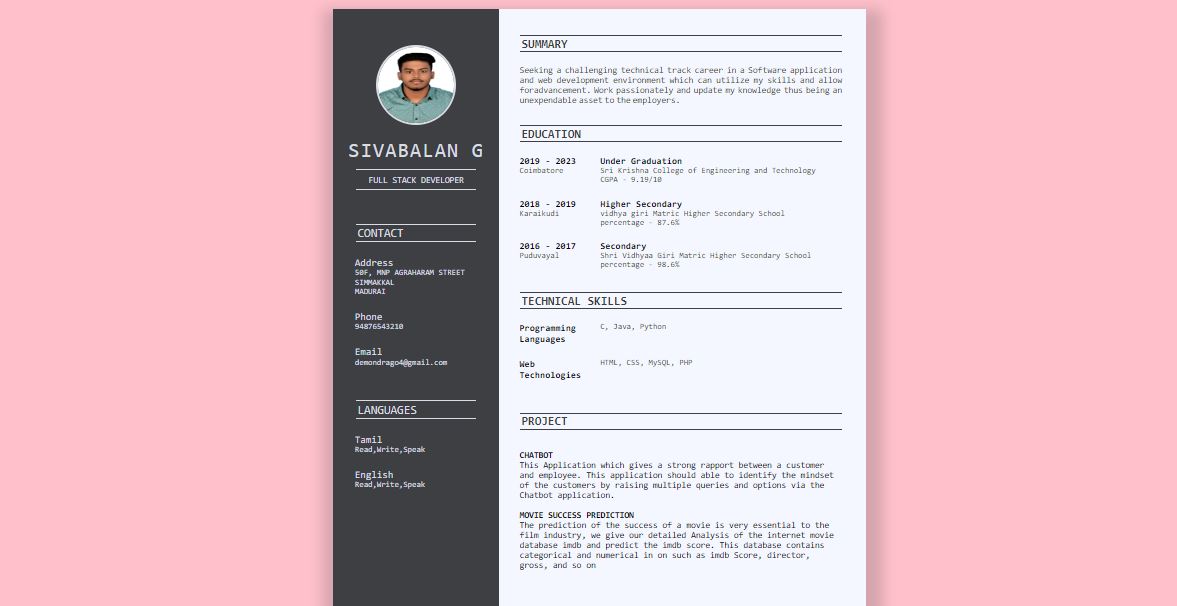 SIVABALAN G
FULL STACK DEVELOPER
CONTACT
Address
50F, MNP AGRAHARAM STREET
SIMMAKKAL
MADURAI
Phone
94876543210
Email
demondrago4@gmail.com
LANGUAGES
Tamil
Read,Write,Speak
English
Read,Write,Speak
SUMMARY
Seeking a challenging technical track career in a Software application
and web development environment which can utilize my skills and allow
foradvancement. Work passionately and update my knowledge thus being an
unexpendable asset to the employers.
EDUCATION
2019 - 2023 Under Graduation
Coimbatore Sri Krishna College of Engineering and Technology
CGPA - 9.19/10
2018 - 2019 Higher Secondary
Karaikudi vidhya giri Matric Higher Secondary School
percentage - 87.6%
2016 - 2017 Secondary
Puduvayal Shri Vidhyaa Giri Matric Higher Secondary School
percentage - 98.6%
TECHNICAL SKILLS
Programming C, Java, Python
Languages
Web HTML, CSS, MySQL, PHP
Technologies
PROJECT
CHATBOT
This Application which gives a strong rapport between a customer
and employee. This application should able to identify the mindset
of the customers by raising multiple queries and options via the
Chatbot application.
MOVIE SUCCESS PREDICTION
The prediction of the success of a movie is very essential to the
film industry, we give our detailed Analysis of the internet movie
database imdb and predict the imdb score. This database contains
categorical and numerical in on such as imdb Score, director,
gross, and so on